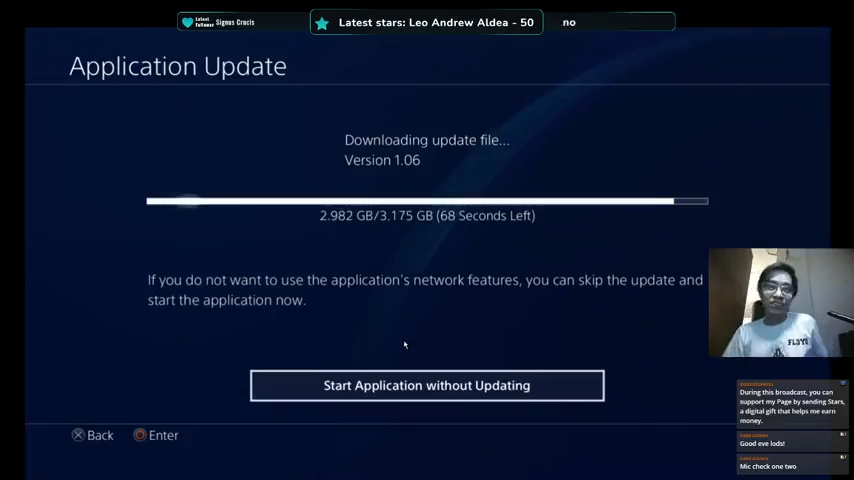 Latest
Follower
Signus Crucis
Latest stars: Leo Andrew Aldea - 50
no
Application Update
Downloading update file...
Version 1.06
2.982 GB/3.175 GB (68 Seconds Left)
If you do not want to use the application's network features, you can skip the update and
start the application now.
FLOYD
Start Application without Updating
During this broadcast, you can
support my Page by sending Stars,
a digital gift that helps me earn
money.
Back
Enter
Good eve lods!
Mic check one two